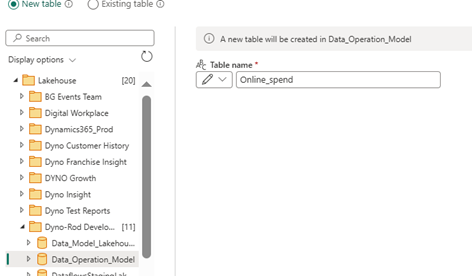 New table
Existing table
Search
A new table will be created in Data_Operation_Model
Display options
Table name *
Lakehouse [20]
Online_spend
BG Events Team
Digital Workplace
Dynamics365_Prod
Dyno Customer History
Dyno Franchise Insight
DYNO Growth
Dyno Insight
Dyno Test Reports
Dyno-Rod Develo... [11]
Data_Model_Lakehou...
Data_Operation_Model
DataflowsStagingLak...